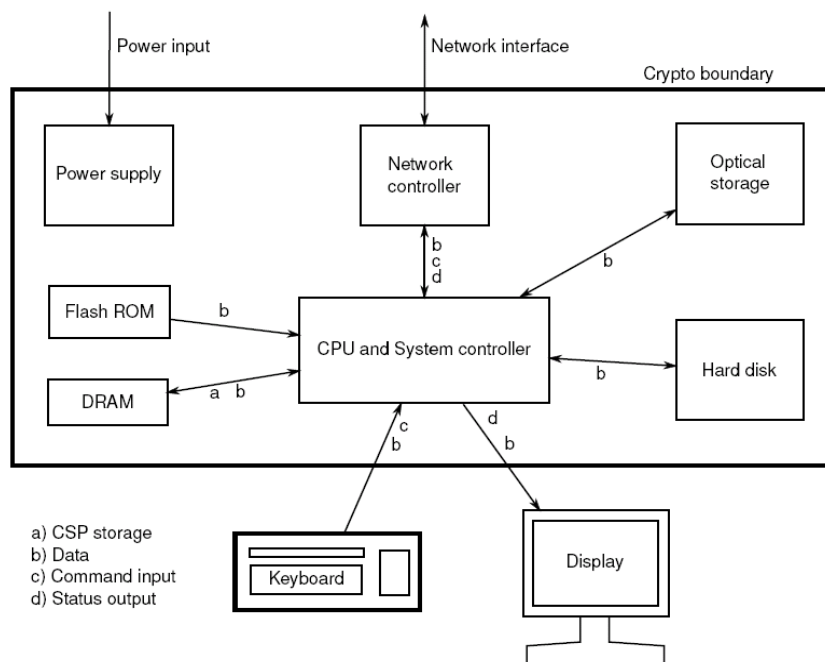 Power input
Network interface
Crypto boundary
Power supply
Network
controller
Optical
storage
b
c
d
b
Flash ROM
b
CPU and System controller
b
Hard disk
DRAM
a b
c
b
d
b
a) CSP storage
b) Data
c) Command input
d) Status output
Keyboard
Display